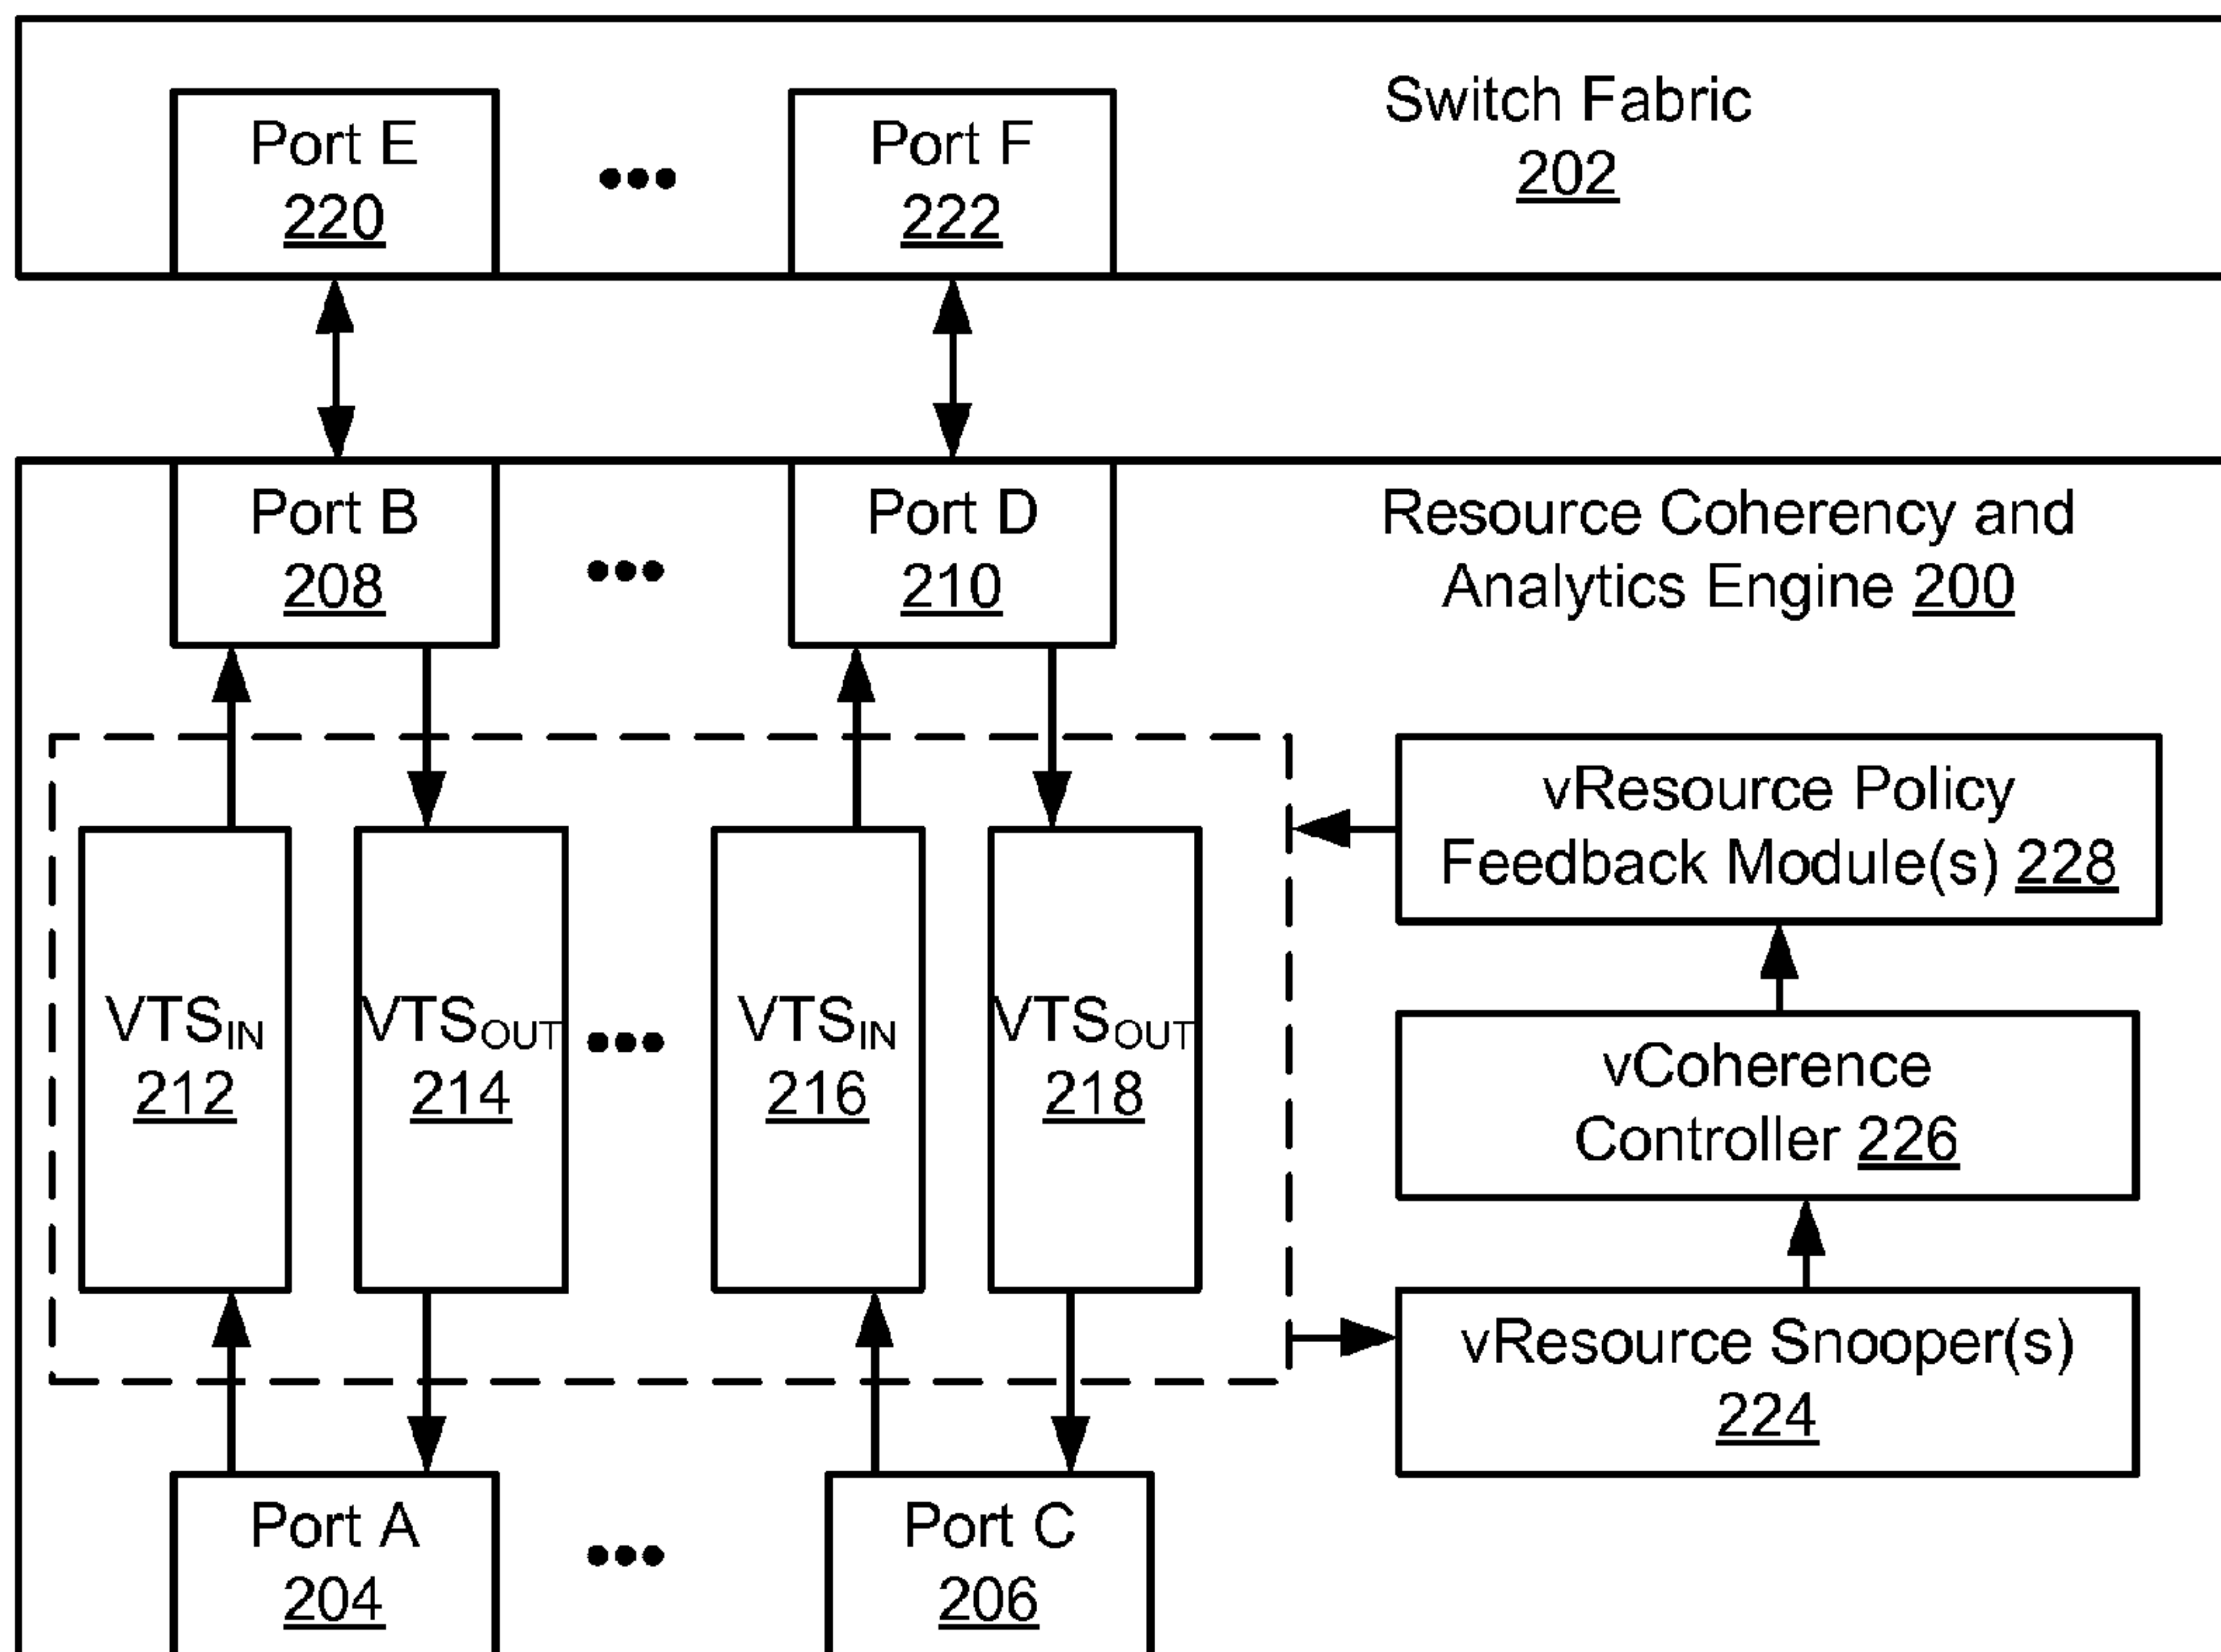 Switch Fabric
202
Port E
220
Port F
222
Port B
208
Port D
210
Resource Coherency and
Analytics Engine 200
VTSIN
212
VTSOUT
214
VTSIN
216
VTSOUT
218
vResource Policy
Feedback Module(s) 228
vCoherence
Controller 226
vResource Snooper(s)
224
Port A
204
Port C
206